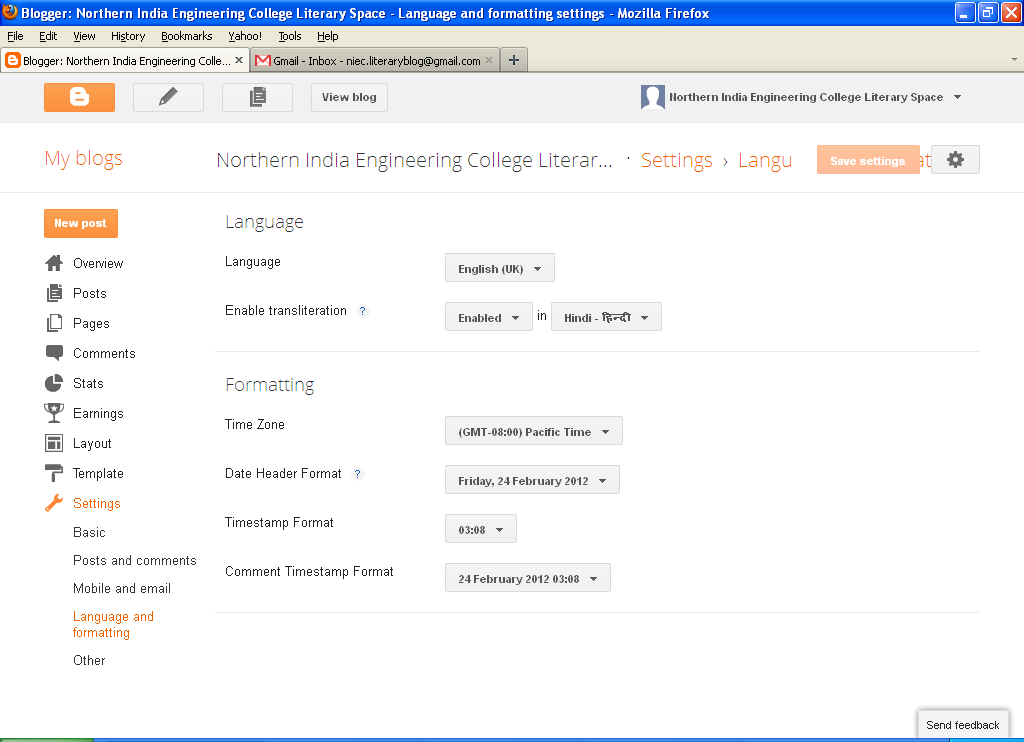 Blogger: Northern India Engineering College Literary Space - Language and formatting settings - Mozilla Firefox
File Edit View History Bookmarks Yahoo! Tools Help
Blogger: Northern India Engineering Colle... Gmail - Inbox - niec.literaryblog@gmail.com
View blog Northern India Engineering College Literary Space
My blogs Northern India Engineering College Literar... · Settings › Langu Save settings at
New post
Overview
Posts
Pages
Comments
Stats
Earnings
Layout
Template
Settings
Basic
Posts and comments
Mobile and email
Language and
formatting
Other
Language
Language English (UK)
Enable transliteration ? Enabled in Hindi - हिन्दी
Formatting
Time Zone (GMT-08:00) Pacific Time
Date Header Format ? Friday, 24 February 2012
Timestamp Format 03:08
Comment Timestamp Format 24 February 2012 03:08
Send feedback